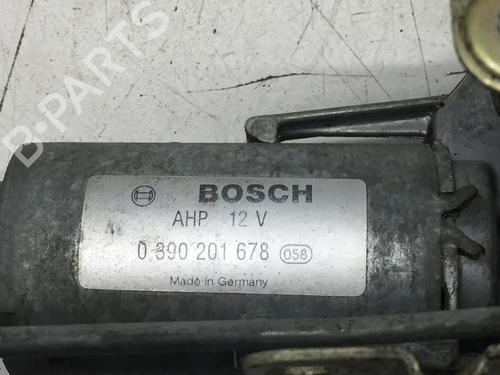 B-PARTS
BOSCH
AHP 12 V
0 390 201 678 058
Made in Germany